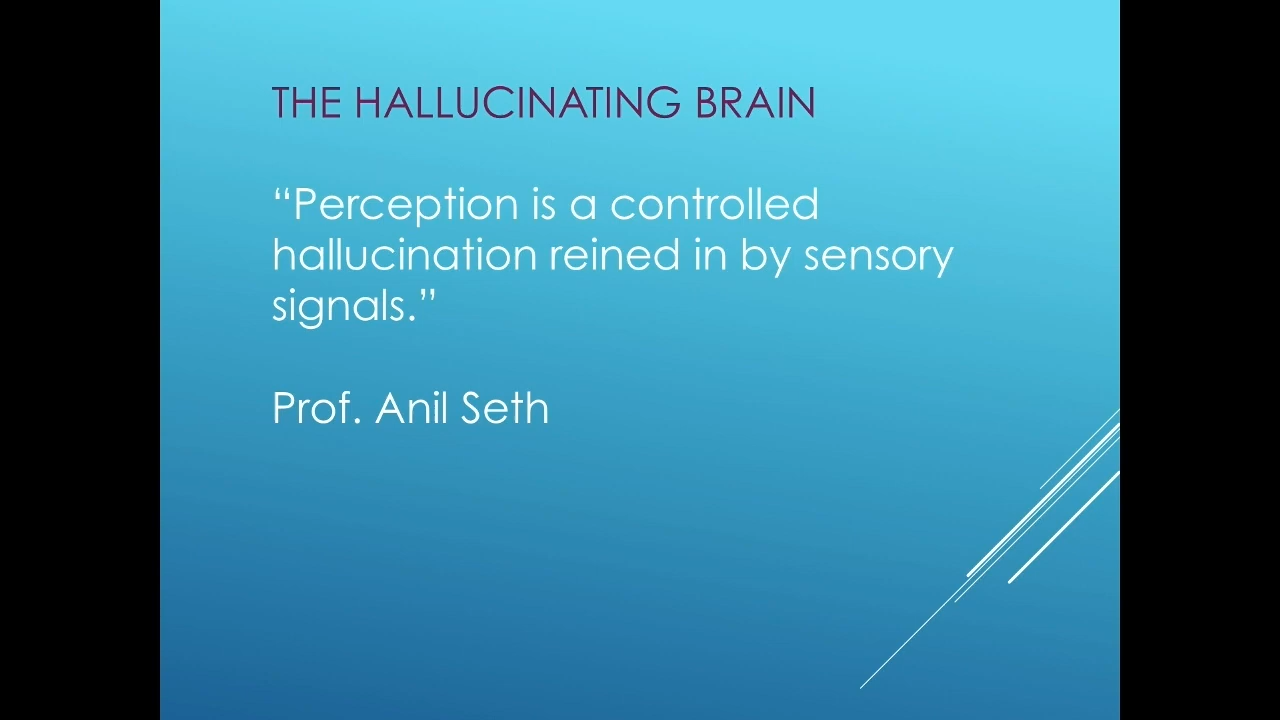 THE HALLUCINATING BRAIN
“Perception is a controlled
hallucination reined in by sensory
signals.”
Prof. Anil Seth